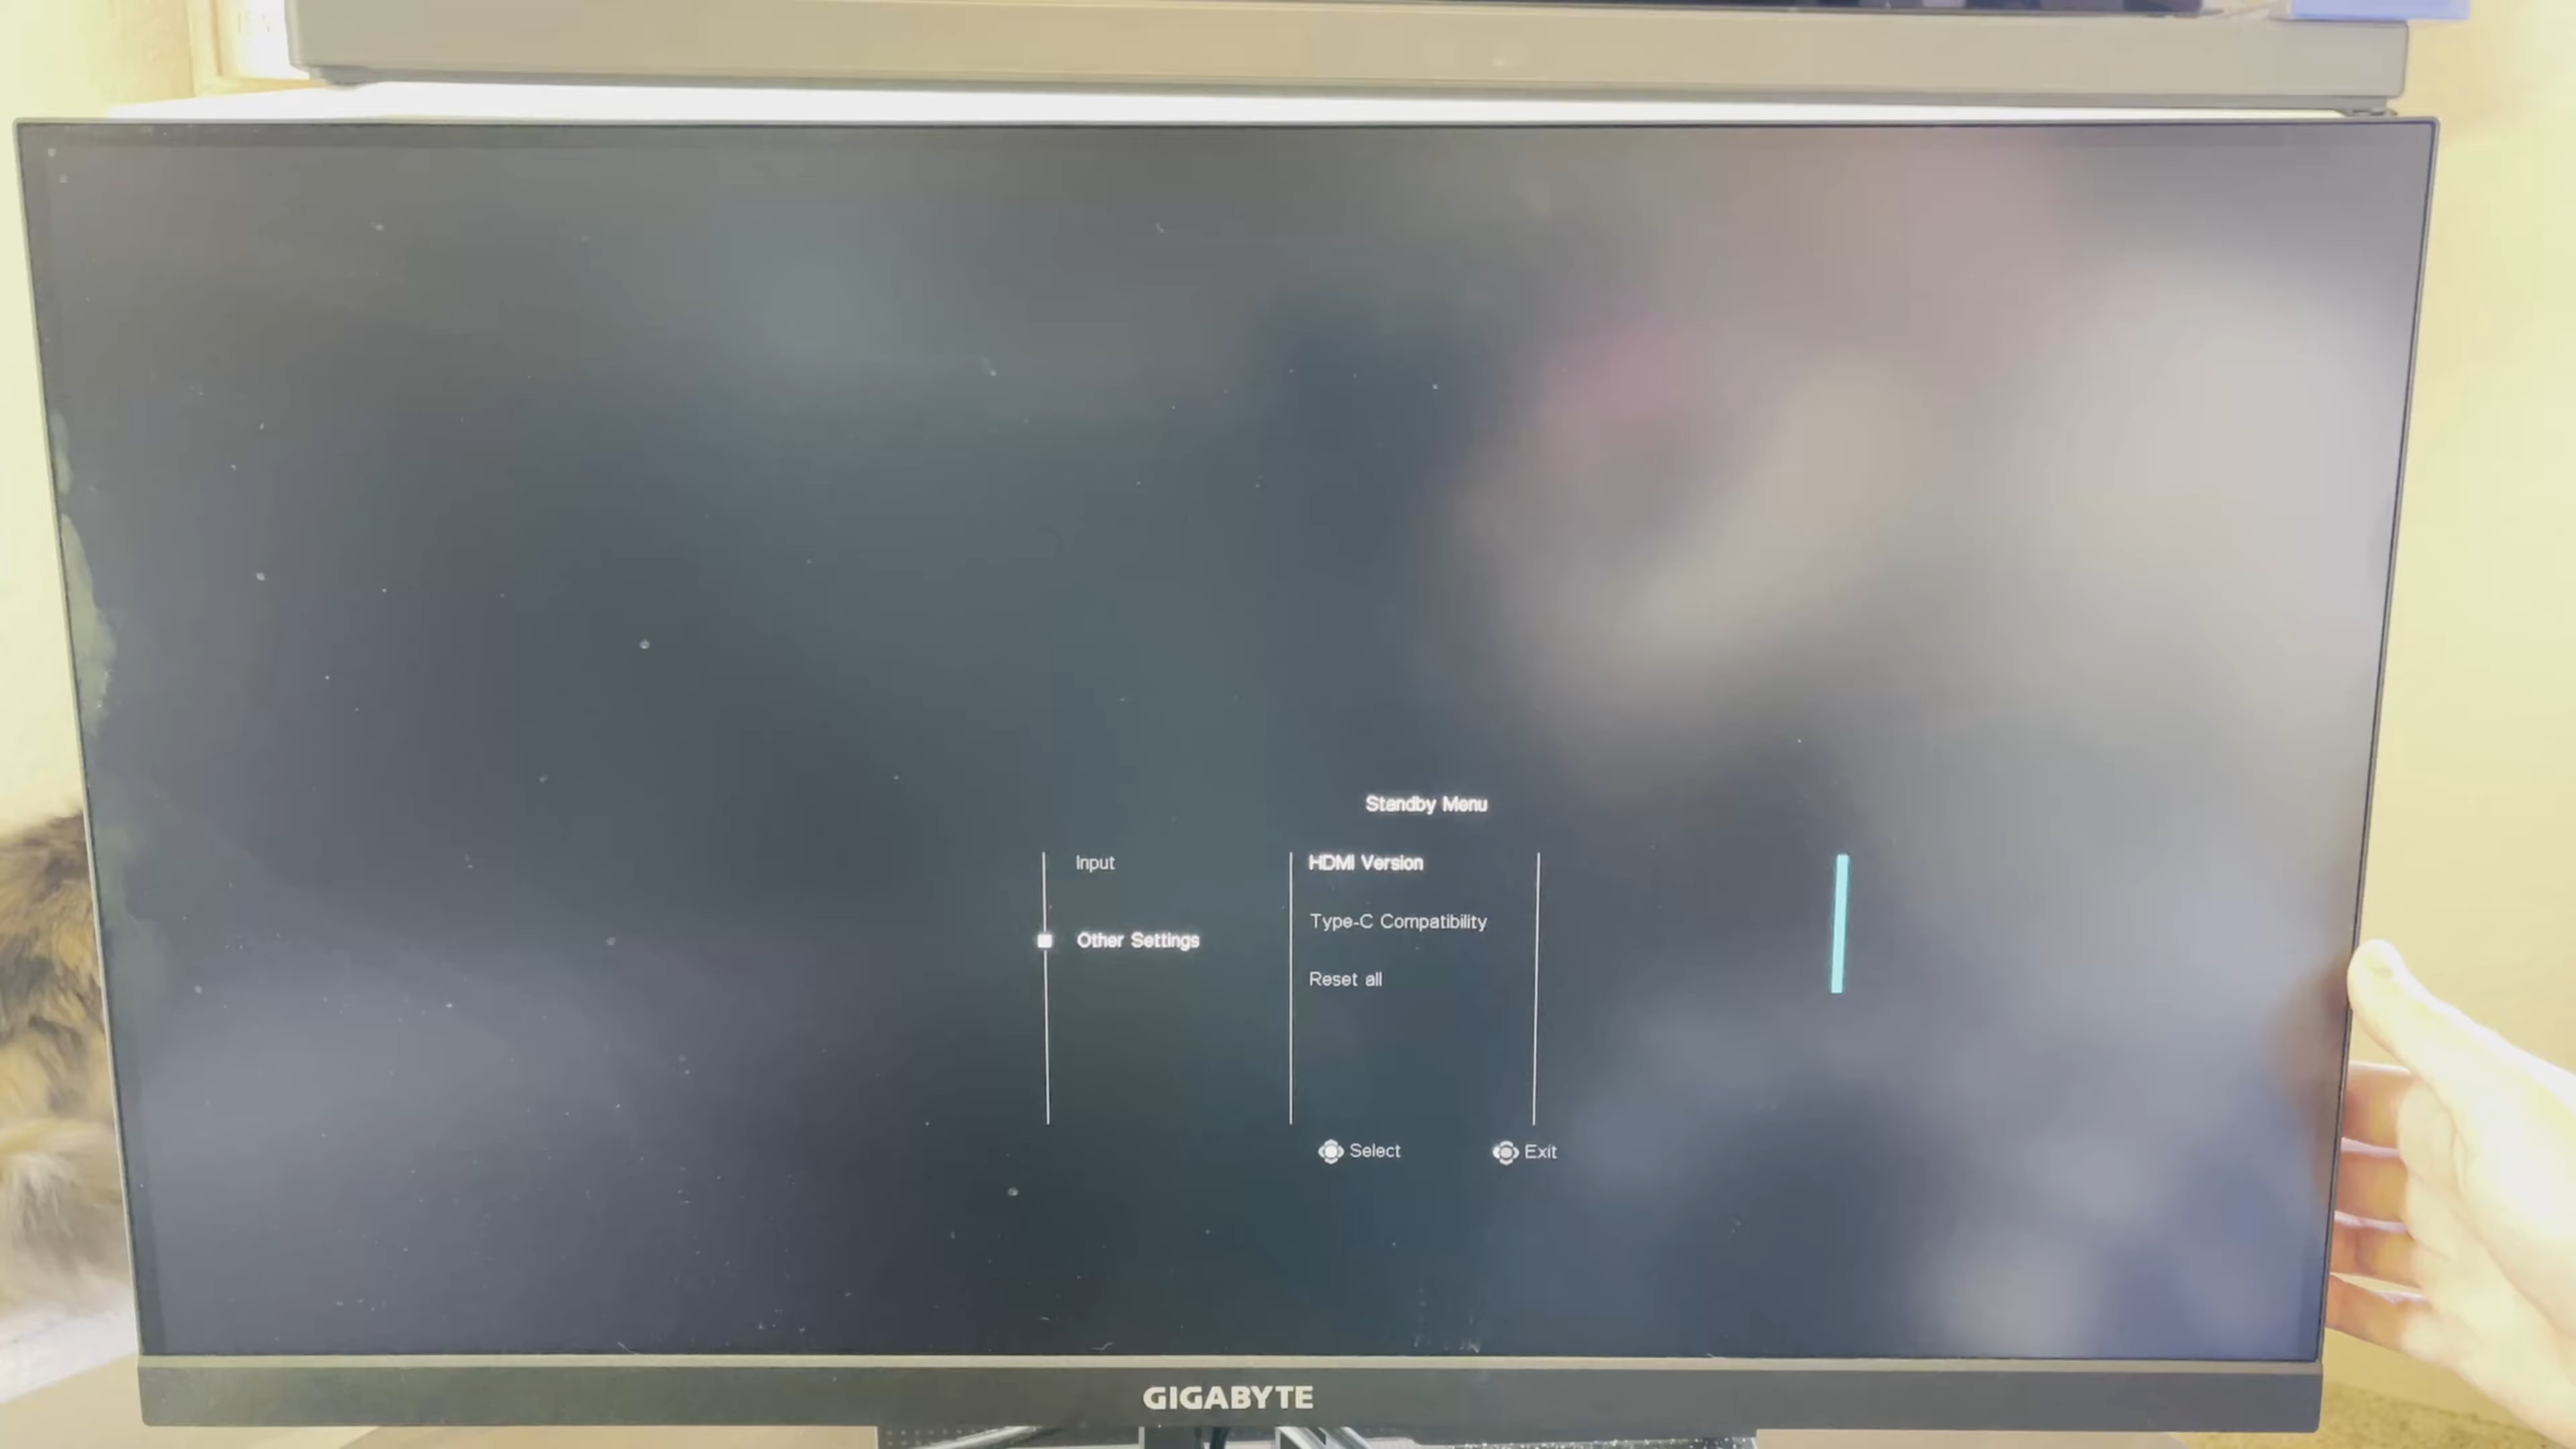 Standby Menu
Input
Other Settings
HDMI Version
Type-C Compatibility
Reset all
Select
Exit
GIGABYTE